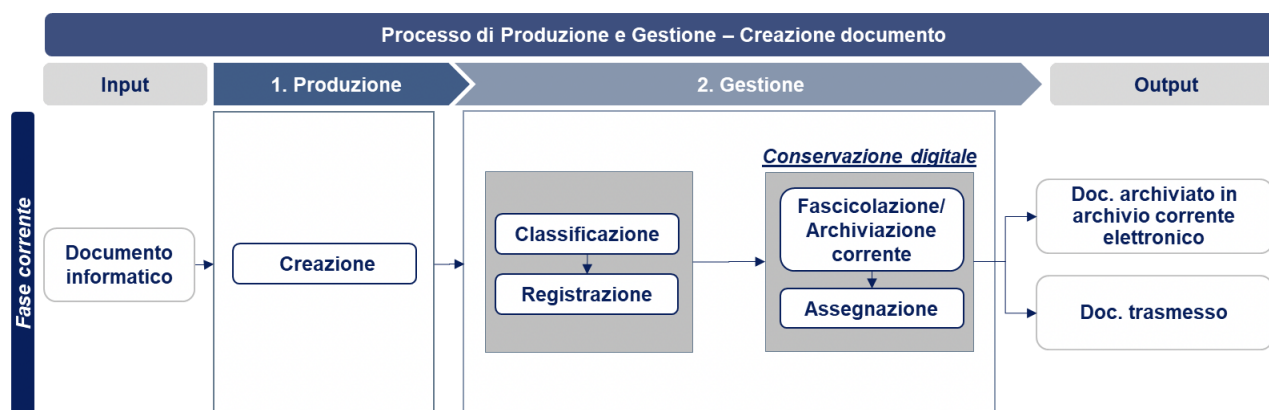 Processo di Produzione e Gestione – Creazione documento
Input
1. Produzione
2. Gestione
Output
Fase corrente
Documento
informatico
Creazione
Classificazione
Registrazione
Conservazione digitale
Fascicolazione/
Archiviazione
corrente
Assegnazione
Doc. archiviato in
archivio corrente
elettronico
Doc. trasmesso